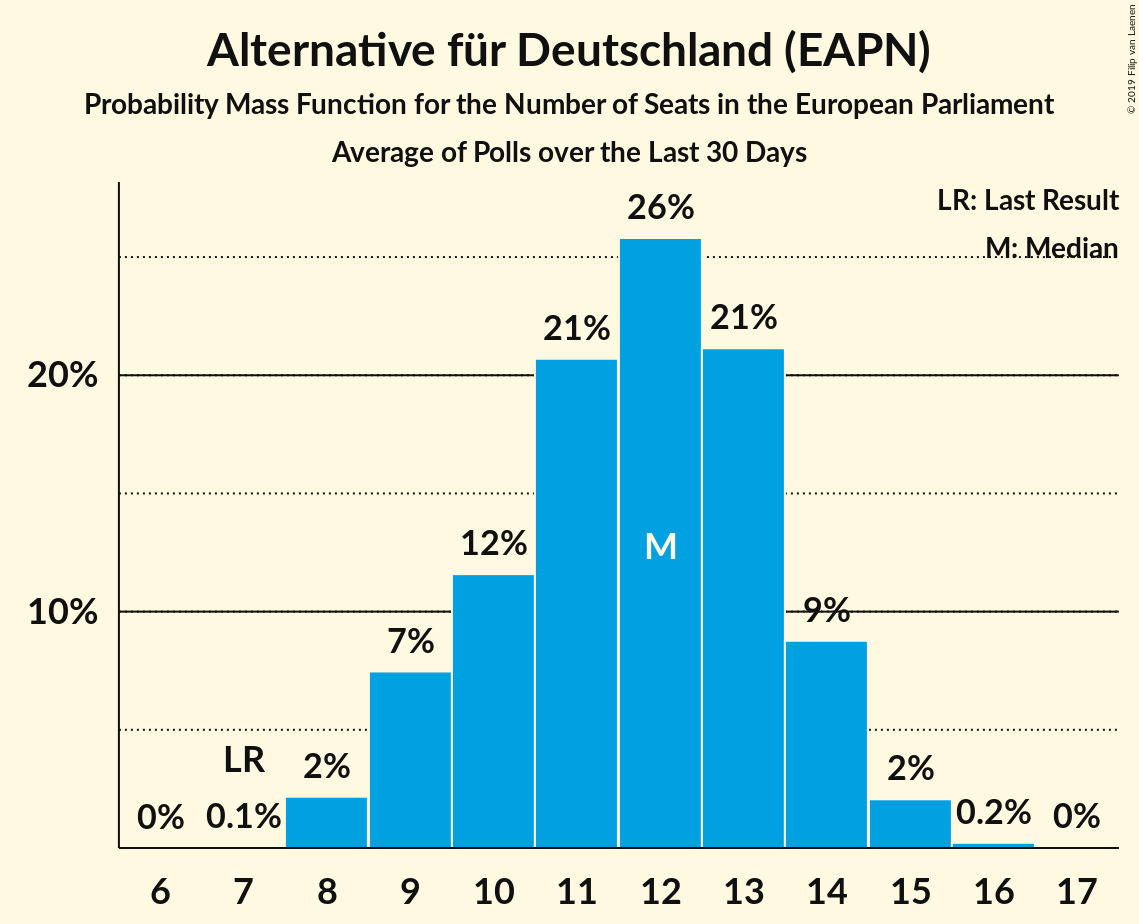 Alternative für Deutschland (EAPN)
Probability Mass Function for the Number of Seats in the European Parliament
Average of Polls over the Last 30 Days
© 2019 Filip van Laenen
LR: Last Result
M: Median
26%
21%
21%
20%
12%
M
10%
9%
7%
LR
2%
2%
0%
0.1%
0.2%
0%
6 7 8 9 10 11 12 13 14 15 16 17